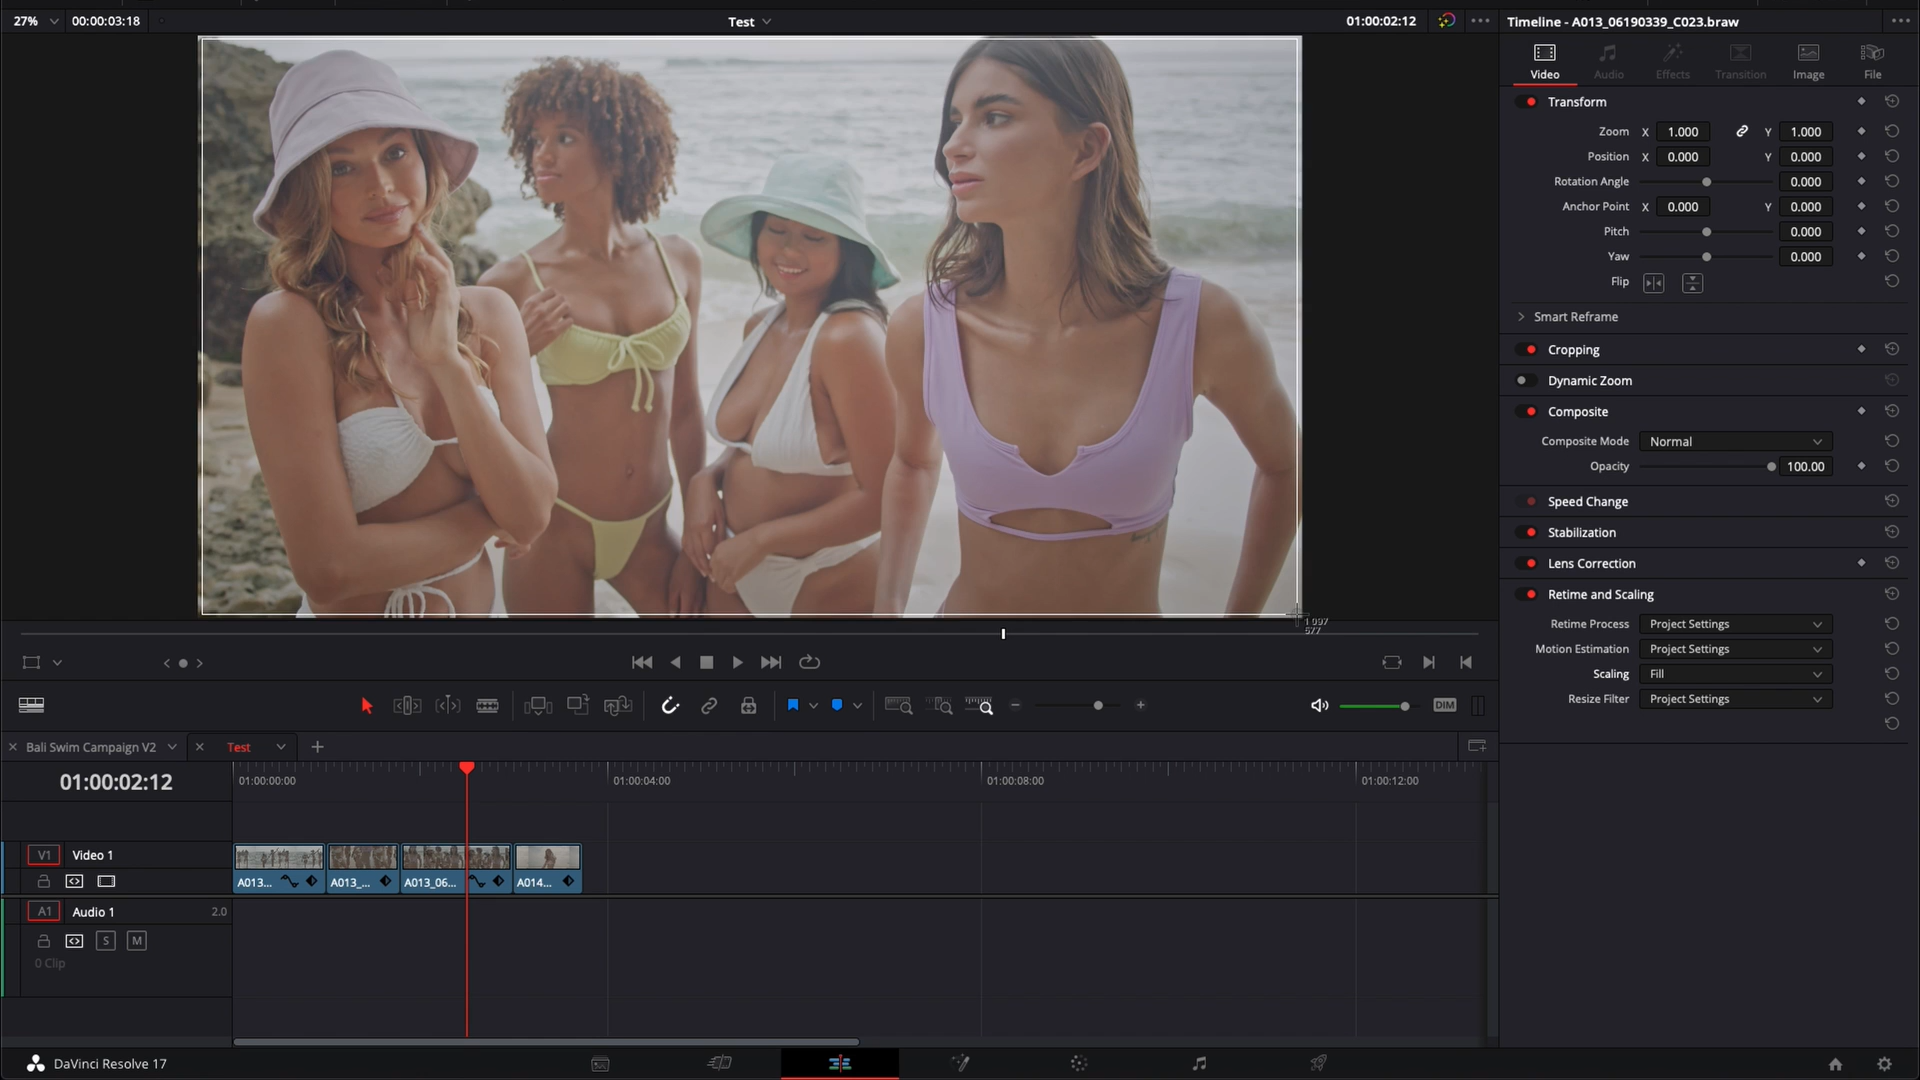 27% 00:00:03:18 Test 01:00:02:12 Timeline - A013_06190339_C023.braw
Video Audio Effects Transition Image File
Transform
Zoom X 1.000 Y 1.000
Position X 0.000 Y 0.000
Rotation Angle 0.000
Anchor Point X 0.000 Y 0.000
Pitch 0.000
Yaw 0.000
Flip
Smart Reframe
Cropping
Dynamic Zoom
Composite
Composite Mode Normal
Opacity 100.00
Speed Change
Stabilization
Lens Correction
Retime and Scaling
Retime Process Project Settings
Motion Estimation Project Settings
Scaling Fill
Resize Filter Project Settings
1 097
577
DIM
Bali Swim Campaign V2 Test
01:00:02:12 01:00:00:00 01:00:04:00 01:00:08:00 01:00:12:00
V1 Video 1
A013... A013_... A013_06... A014...
A1 Audio 1 2.0
S M
0 Clip
DaVinci Resolve 17